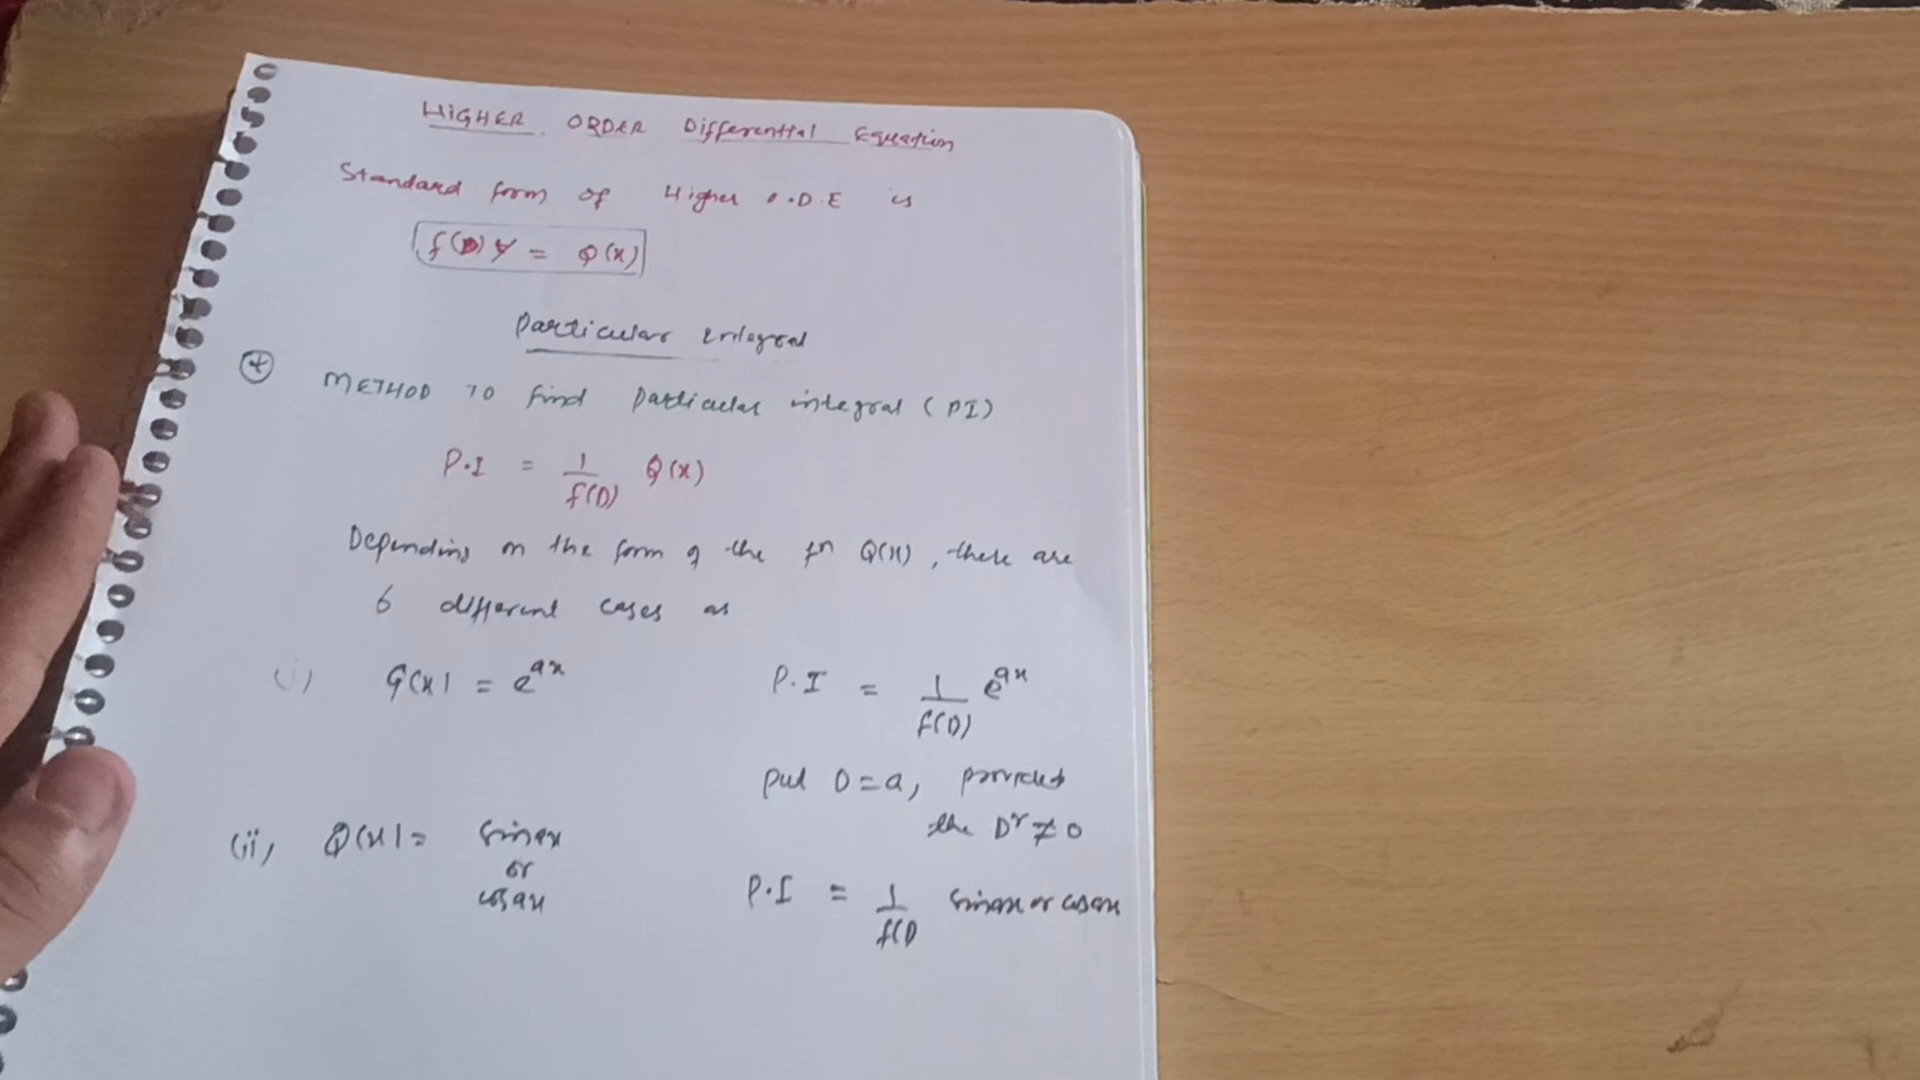 HIGHER ORDER Differential Equation
Standard form of Higher O.D.E is
f(D)y = Q(x)
Particular Integral
* METHOD TO find Particular integral (PI)
P.I = 1/f(D) Q(x)
Depending on the form of the fn Q(x), there are
6 different cases as
(i) Q(x) = e^ax P.I = 1/f(D) e^ax
put D=a, provided
the Dr ≠ 0
(ii) Q(x) = sinax
or
cosax
P.I = 1/f(D sinax or cosax